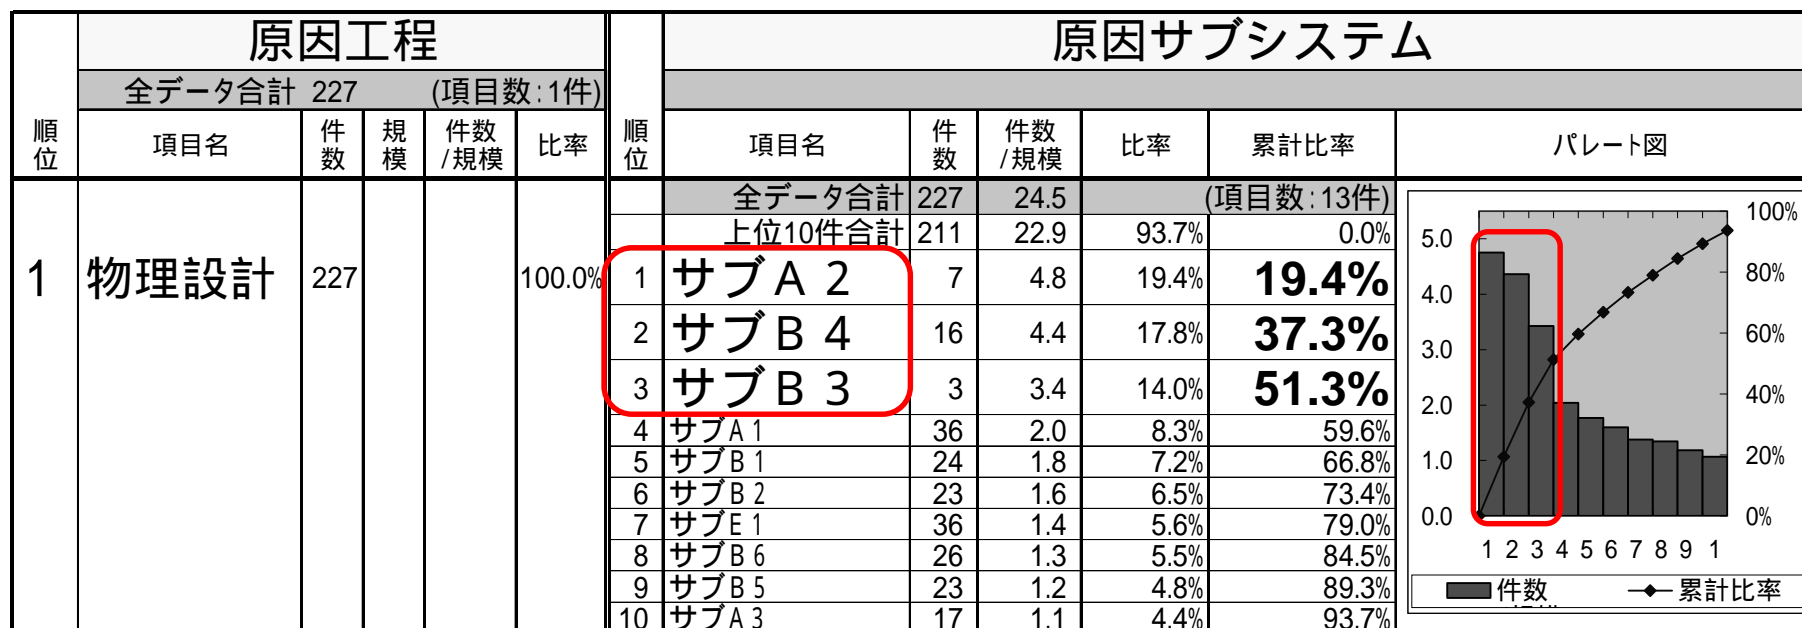 原因工程 原因サブシステム
全データ合計 227 (項目数:1件)
順位 項目名 件数 規模 件数/規模 比率 順位 項目名 件数 件数/規模 比率 累計比率 パレート図
全データ合計 227 24.5 (項目数:13件)
上位10件合計 211 22.9 93.7% 0.0%
1 物理設計 227 100.0% 1 サブA2 7 4.8 19.4% 19.4%
2 サブB4 16 4.4 17.8% 37.3%
3 サブB3 3 3.4 14.0% 51.3%
4 サブA1 36 2.0 8.3% 59.6%
5 サブB1 24 1.8 7.2% 66.8%
6 サブB2 23 1.6 6.5% 73.4%
7 サブE1 36 1.4 5.6% 79.0%
8 サブB6 26 1.3 5.5% 84.5%
9 サブB5 23 1.2 4.8% 89.3%
10 サブA3 17 1.1 4.4% 93.7%
100%
5.0
80%
4.0
60%
3.0
40%
2.0
20%
1.0
0.0 0%
1 2 3 4 5 6 7 8 9 1
件数 累計比率